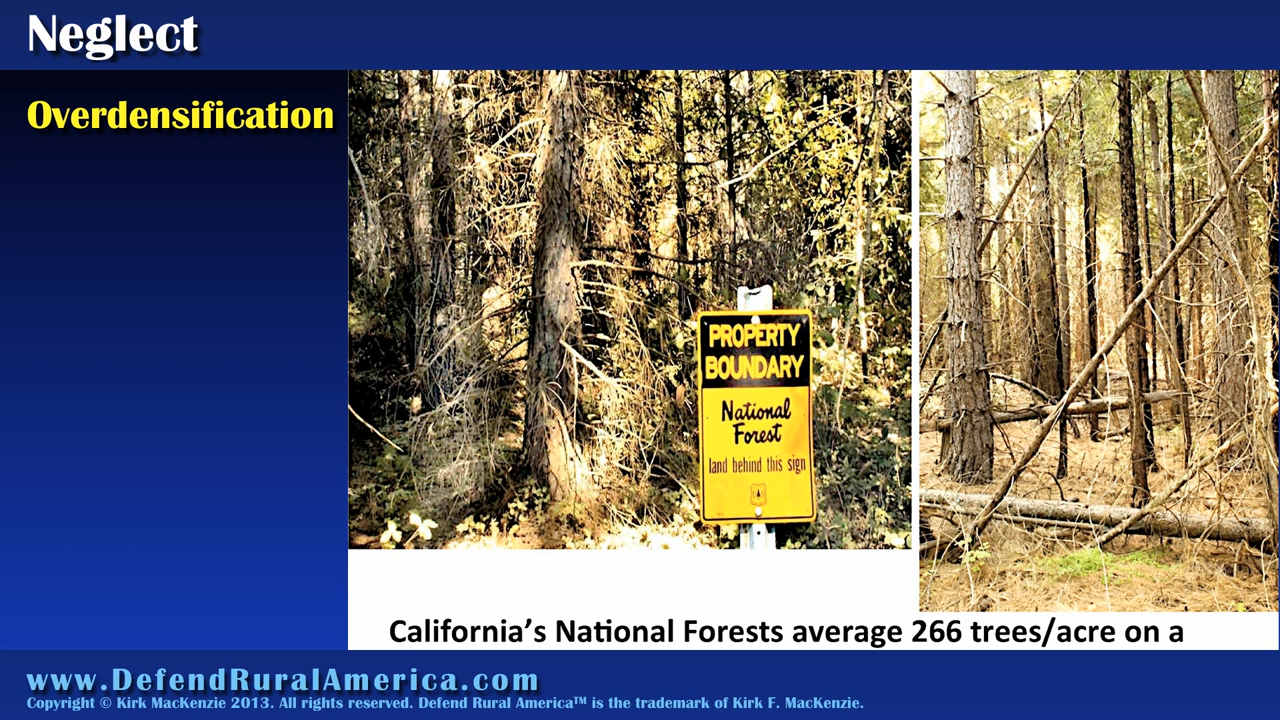 Neglect
Overdensification
PROPERTY
BOUNDARY
National
Forest
land behind this sign
California’s National Forests average 266 trees/acre on a
www.DefendRuralAmerica.com
Copyright © Kirk MacKenzie 2013. All rights reserved. Defend Rural America™ is the trademark of Kirk F. MacKenzie.